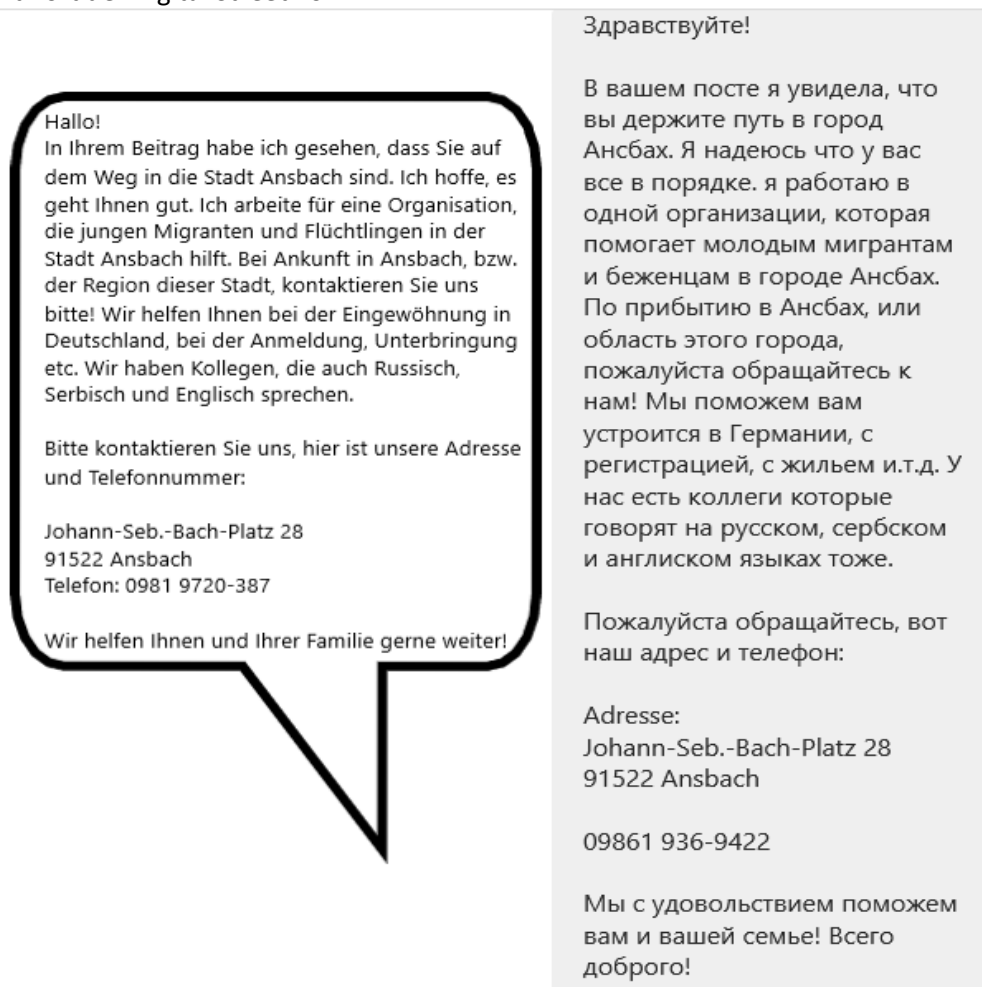 Hallo!
In Ihrem Beitrag habe ich gesehen, dass Sie auf
dem Weg in die Stadt Ansbach sind. Ich hoffe, es
geht Ihnen gut. Ich arbeite für eine Organisation,
die jungen Migranten und Flüchtlingen in der
Stadt Ansbach hilft. Bei Ankunft in Ansbach, bzw.
der Region dieser Stadt, kontaktieren Sie uns
bitte! Wir helfen Ihnen bei der Eingewöhnung in
Deutschland, bei der Anmeldung, Unterbringung
etc. Wir haben Kollegen, die auch Russisch,
Serbisch und Englisch sprechen.
Bitte kontaktieren Sie uns, hier ist unsere Adresse
und Telefonnummer:
Johann-Seb.-Bach-Platz 28
91522 Ansbach
Telefon: 0981 9720-387
Wir helfen Ihnen und Ihrer Familie gerne weiter!
Здравствуйте!
В вашем посте я увидела, что
вы держите путь в город
Ансбах. Я надеюсь что у вас
все в порядке. я работаю в
одной организации, которая
помогает молодым мигрантам
и беженцам в городе Ансбах.
По прибытию в Ансбах, или
область этого города,
пожалуйста обращайтесь к
нам! Мы поможем вам
устроится в Германии, с
регистрацией, с жильем и.т.д. У
нас есть коллеги которые
говорят на русском, сербском
и англиском языках тоже.
Пожалуйста обращайтесь, вот
наш адрес и телефон:
Adresse:
Johann-Seb.-Bach-Platz 28
91522 Ansbach
09861 936-9422
Мы с удовольствием поможем
вам и вашей семье! Всего
доброго!